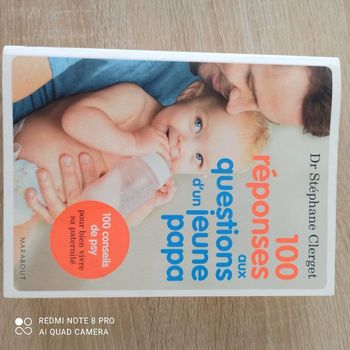 Dr Stéphane Clerget
100
réponses
aux
questions
d'un jeune
papa
100 conseils
de psy
pour bien vivre
sa paternité
MARABOUT
REDMI NOTE 8 PRO
AI QUAD CAMERA